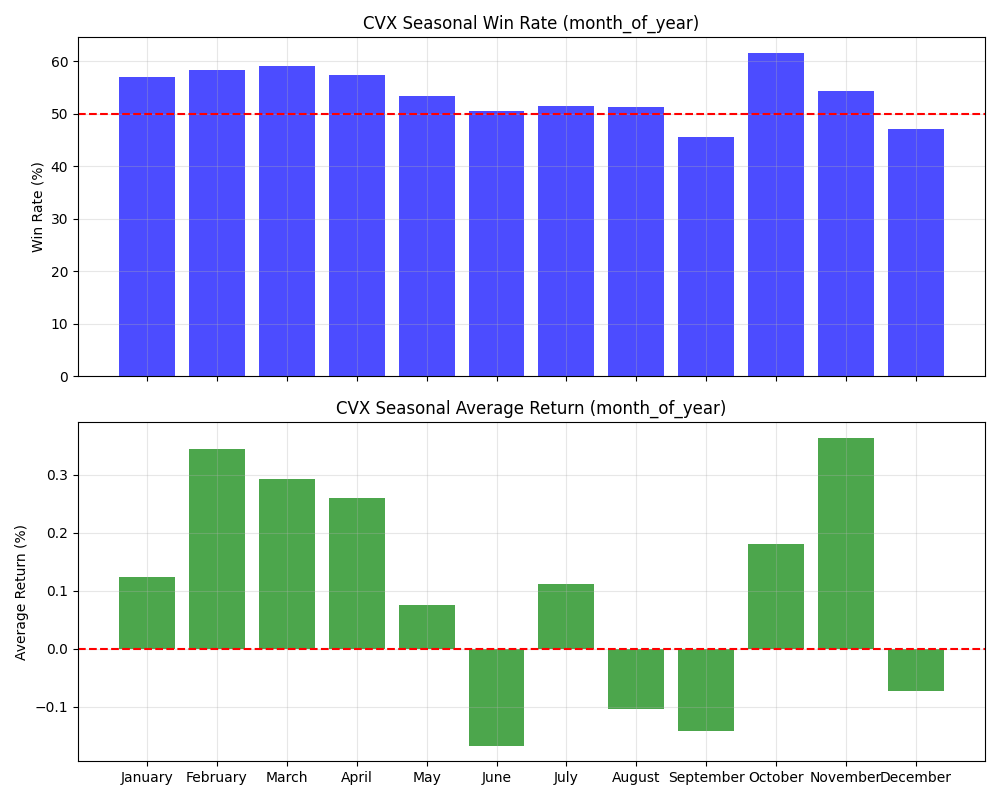 CVX Seasonal Win Rate (month_of_year)
Win Rate (%)
60
50
40
30
20
10
0
CVX Seasonal Average Return (month_of_year)
Average Return (%)
0.3
0.2
0.1
0.0
−0.1
January February March April May June July August September October November December